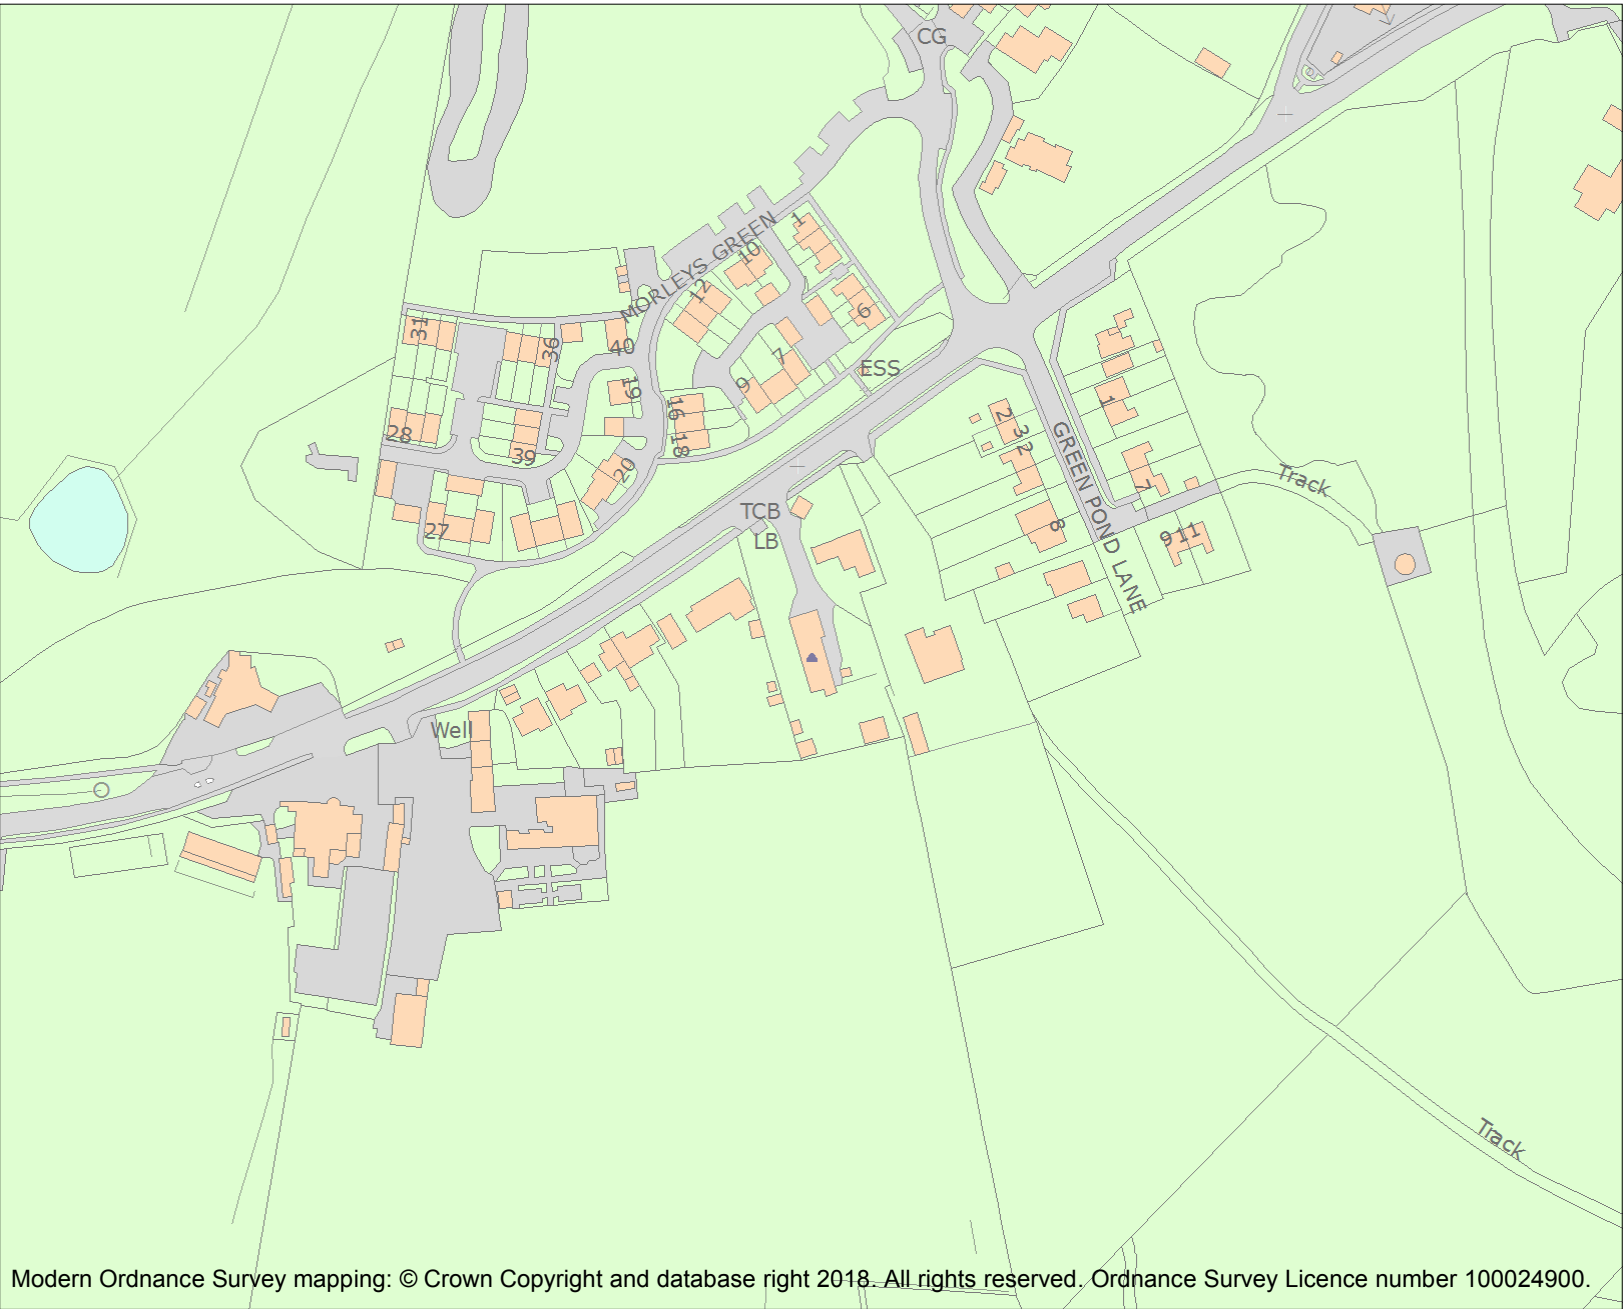 CG
MORLEYS GREEN
1
10
12
6
31
36
40
ESS
7
9
19
16
18
28
39
20
27
1
2
32
GREEN POND LANE
7
8
9 11
Track
TCB
LB
Well
Track
Modern Ordnance Survey mapping: © Crown Copyright and database right 2018. All rights reserved. Ordnance Survey Licence number 100024900.